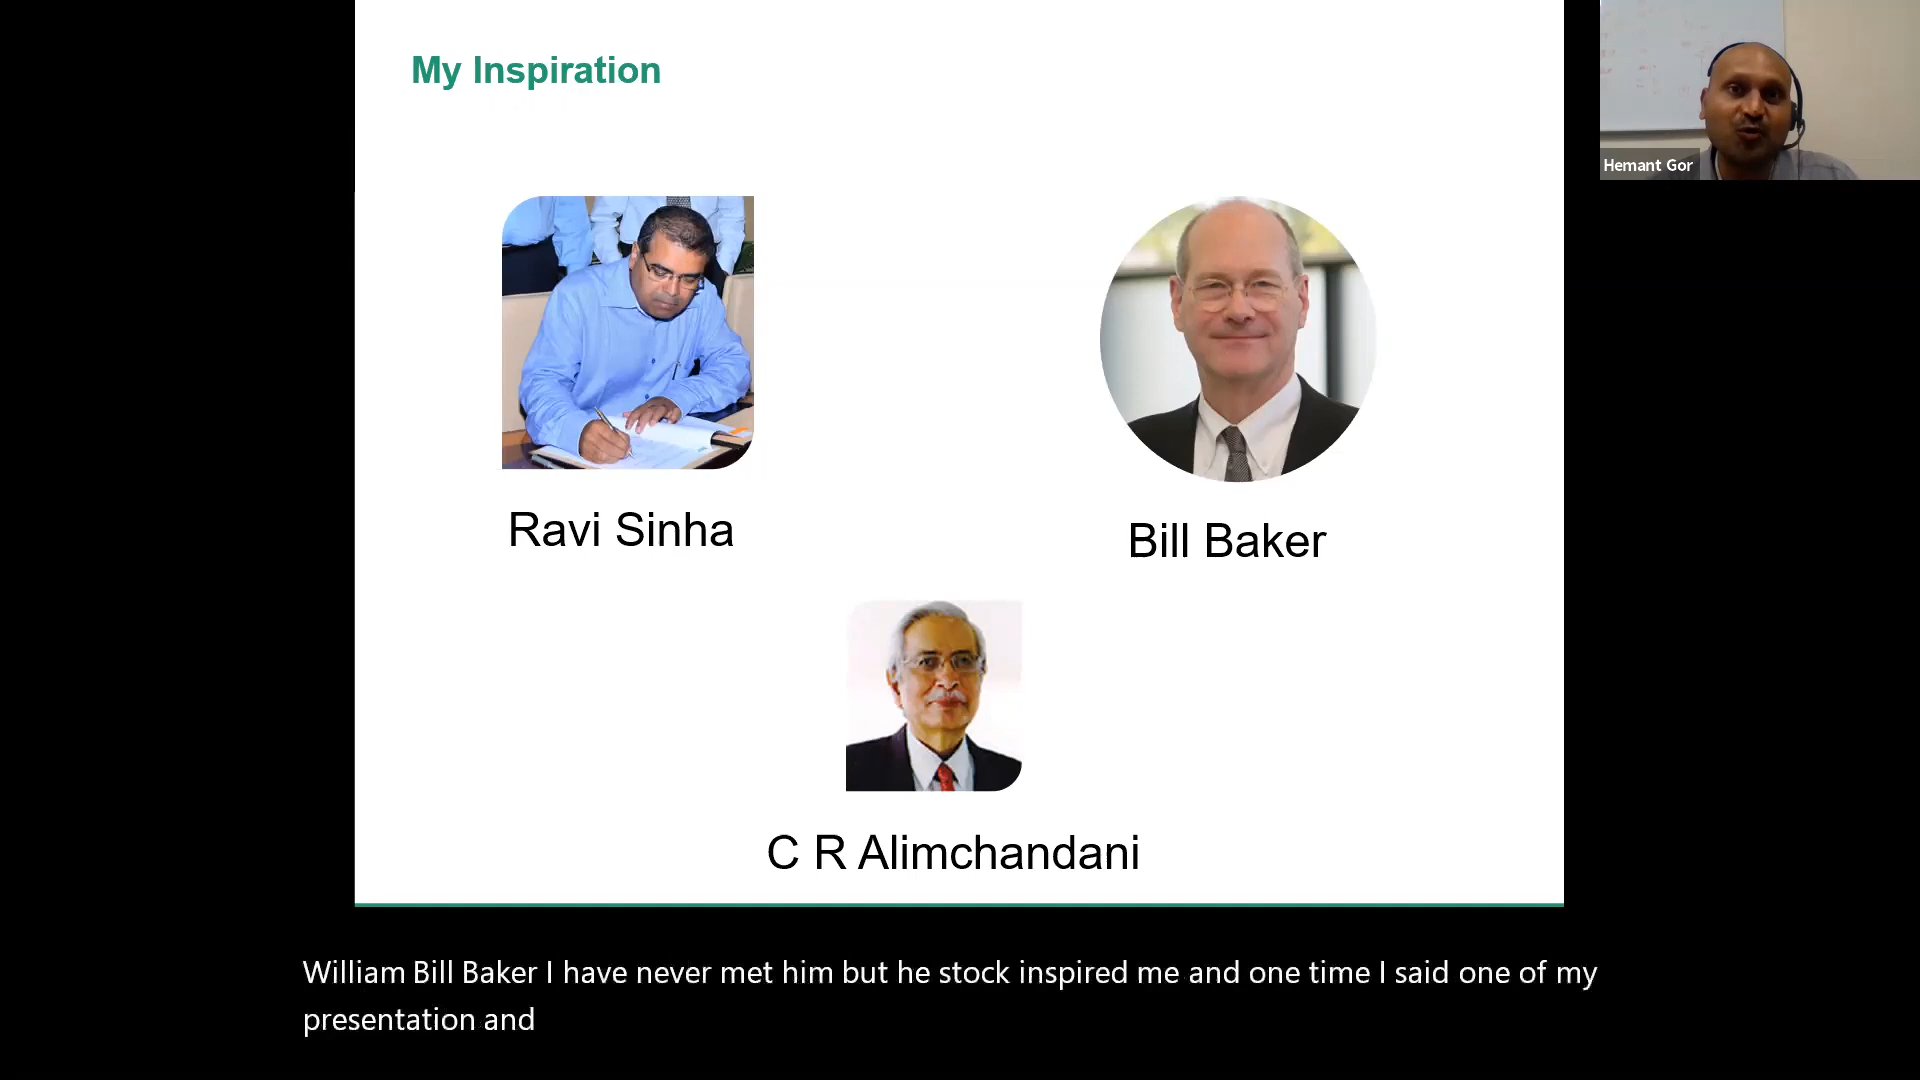 My Inspiration
Hemant Gor
Ravi Sinha
Bill Baker
C R Alimchandani
William Bill Baker I have never met him but he stock inspired me and one time I said one of my
presentation and